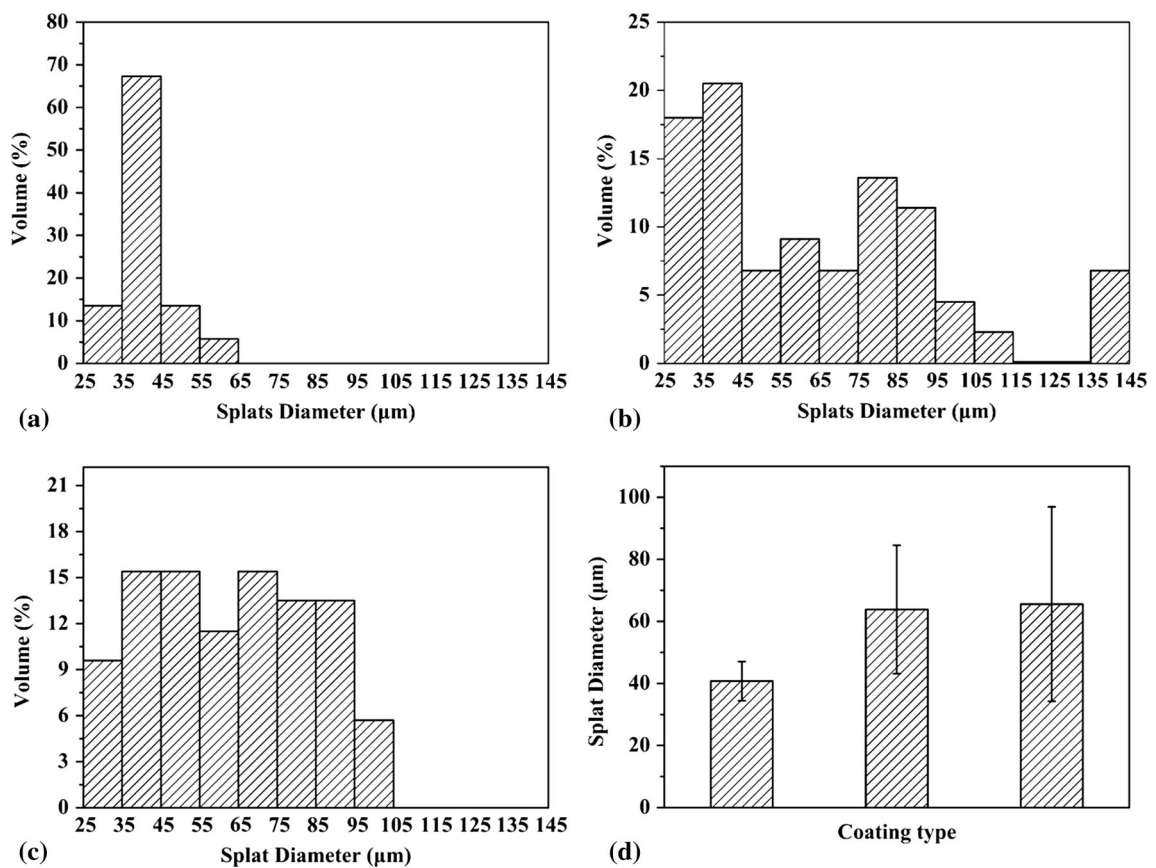 80
70
60
50
40
30
20
10
0
Volume (%)
25 35 45 55 65 75 85 95 105 115 125 135 145
Splats Diameter (µm)
(a)
25
20
15
10
5
0
Volume (%)
25 35 45 55 65 75 85 95 105 115 125 135 145
Splats Diameter (µm)
(b)
21
18
15
12
9
6
3
0
Volume (%)
25 35 45 55 65 75 85 95 105 115 125 135 145
Splat Diameter (µm)
(c)
100
80
60
40
20
0
Splat Diameter (µm)
Coating type
(d)